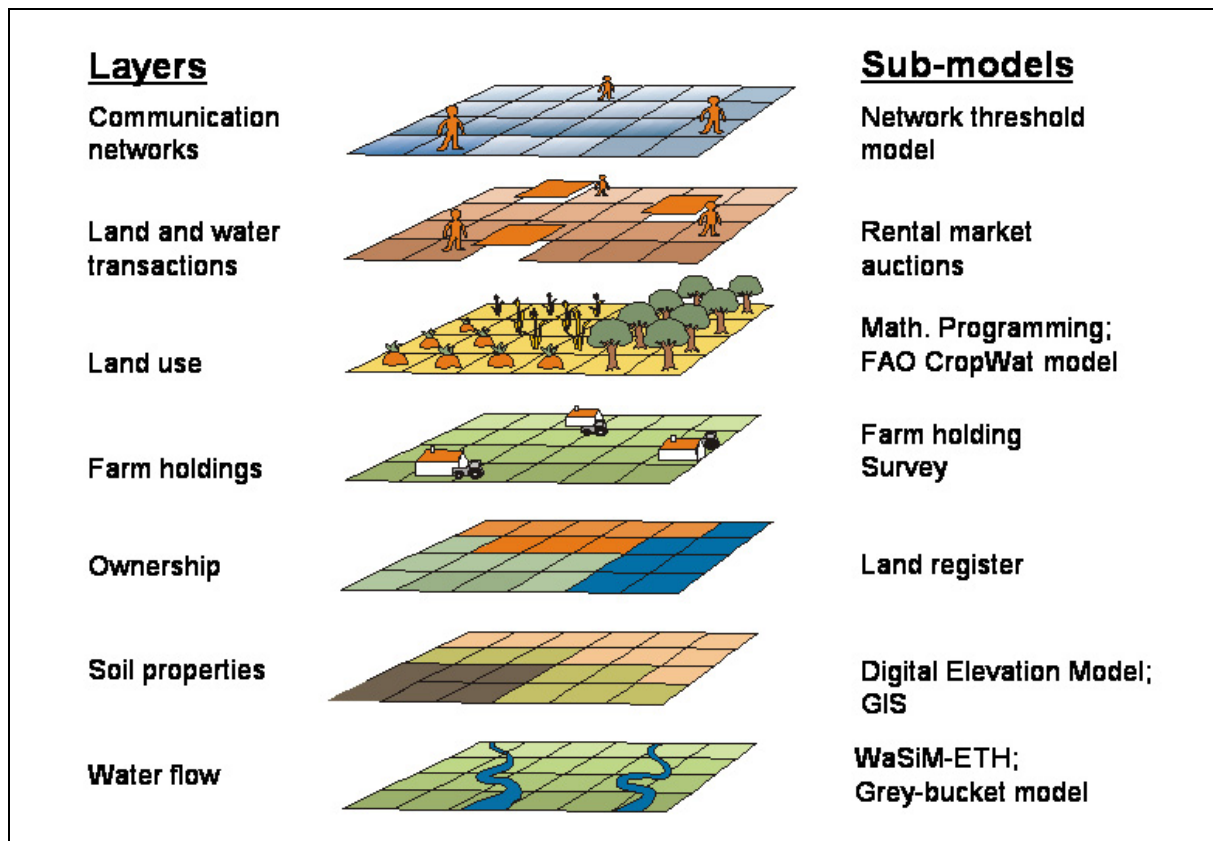 Layers
Sub-models
Communication
networks
Network threshold
model
Land and water
transactions
Rental market
auctions
Land use
Math. Programming;
FAO CropWat model
Farm holdings
Farm holding
Survey
Ownership
Land register
Soil properties
Digital Elevation Model;
GIS
Water flow
WaSiM-ETH;
Grey-bucket model